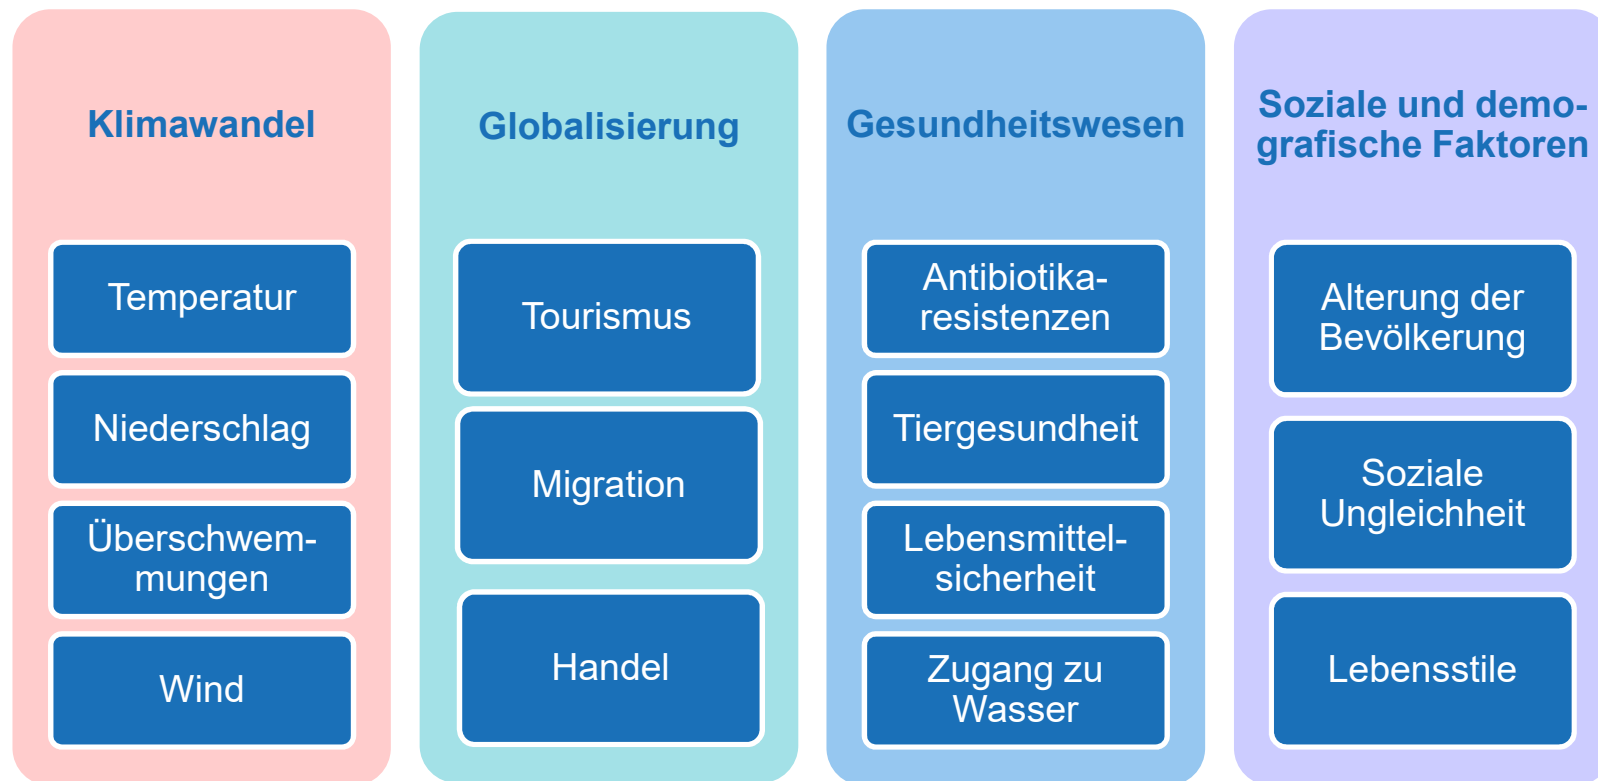 Klimawandel
Temperatur
Niederschlag
Überschwem-
mungen
Wind
Globalisierung
Tourismus
Migration
Handel
Gesundheitswesen
Antibiotika-
resistenzen
Tiergesundheit
Lebensmittel-
sicherheit
Zugang zu
Wasser
Soziale und demo-
grafische Faktoren
Alterung der
Bevölkerung
Soziale
Ungleichheit
Lebensstile